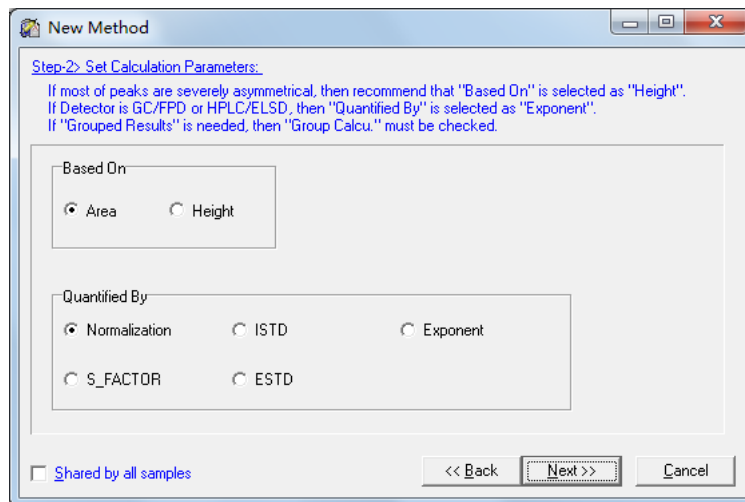 New Method
Step-2> Set Calculation Parameters:
If most of peaks are severely asymmetrical, then recommend that "Based On" is selected as "Height".
If Detector is GC/FPD or HPLC/ELSD, then "Quantified By" is selected as "Exponent".
If "Grouped Results" is needed, then "Group Calcu." must be checked.
Based On
Area Height
Quantified By
Normalization ISTD Exponent
S_FACTOR ESTD
Shared by all samples << Back Next >> Cancel